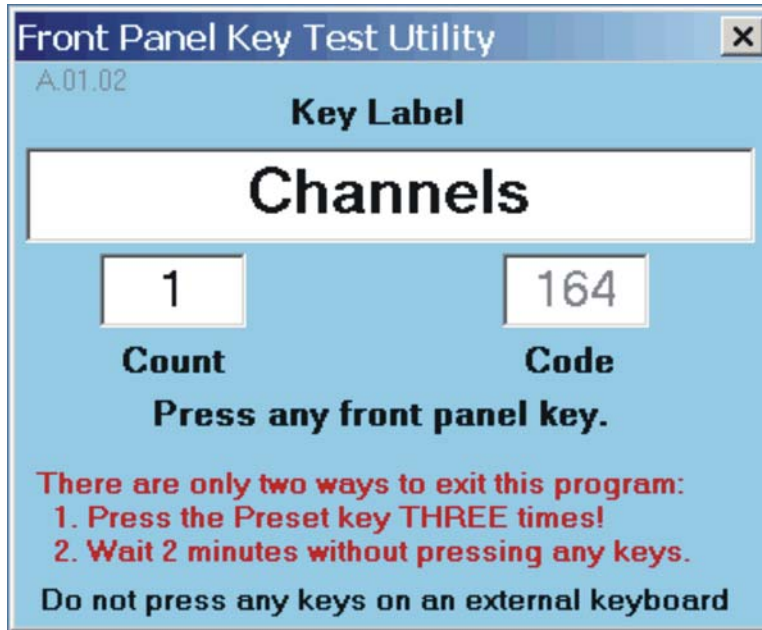 Front Panel Key Test Utility
A.01.02
Key Label
Channels
1 164
Count Code
Press any front panel key.
There are only two ways to exit this program:
1. Press the Preset key THREE times!
2. Wait 2 minutes without pressing any keys.
Do not press any keys on an external keyboard